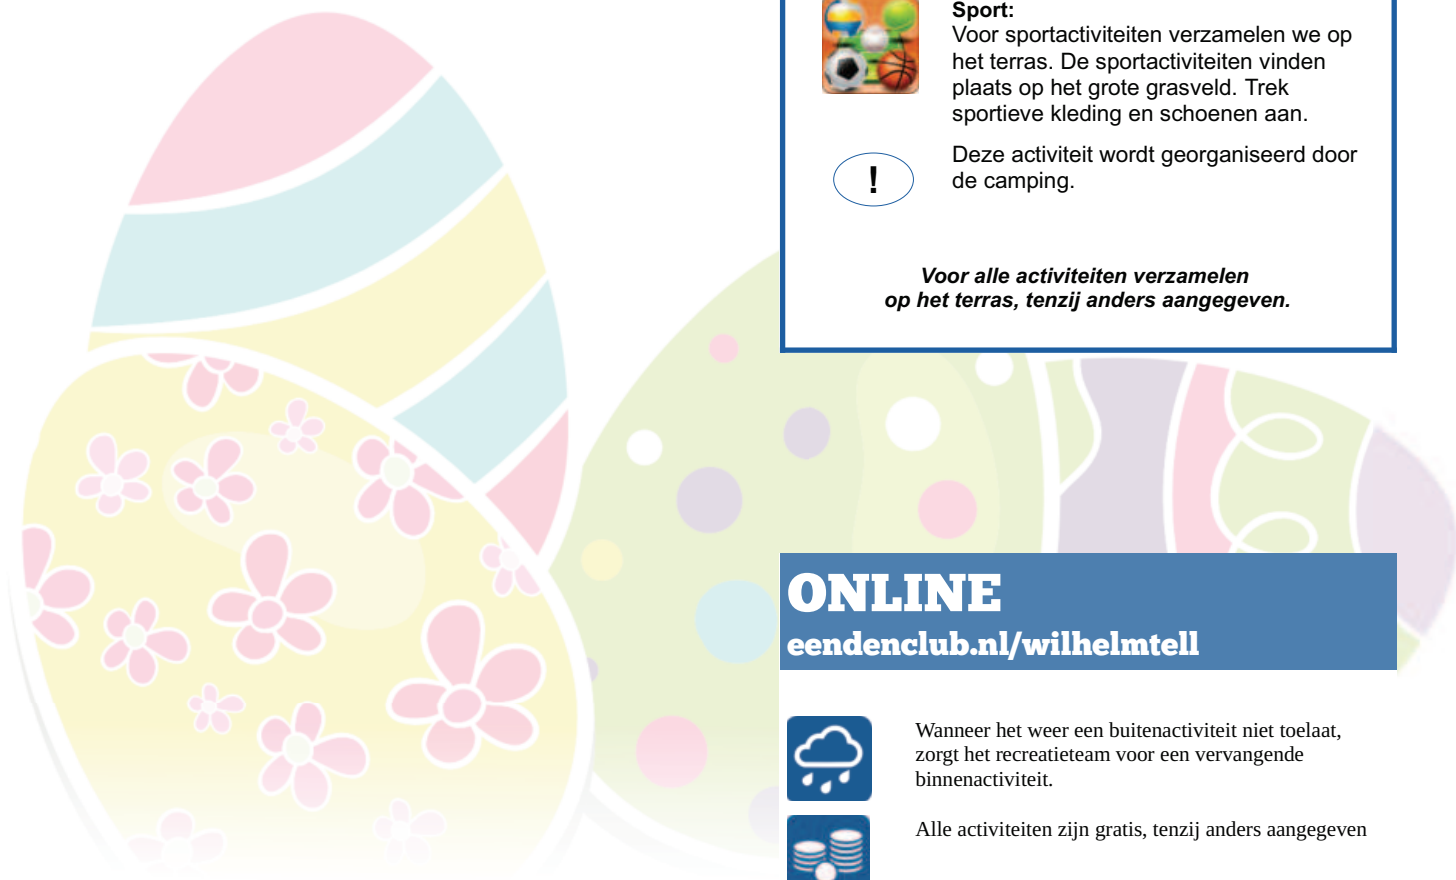 Sport:
Voor sportactiviteiten verzamelen we op
het terras. De sportactiviteiten vinden
plaats op het grote grasveld. Trek
sportieve kleding en schoenen aan.
!
Deze activiteit wordt georganiseerd door
de camping.
Voor alle activiteiten verzamelen
op het terras, tenzij anders aangegeven.
ONLINE
eendenclub.nl/wilhelmtell
Wanneer het weer een buitenactiviteit niet toelaat,
zorgt het recreatieteam voor een vervangende
binnenactiviteit.
Alle activiteiten zijn gratis, tenzij anders aangegeven